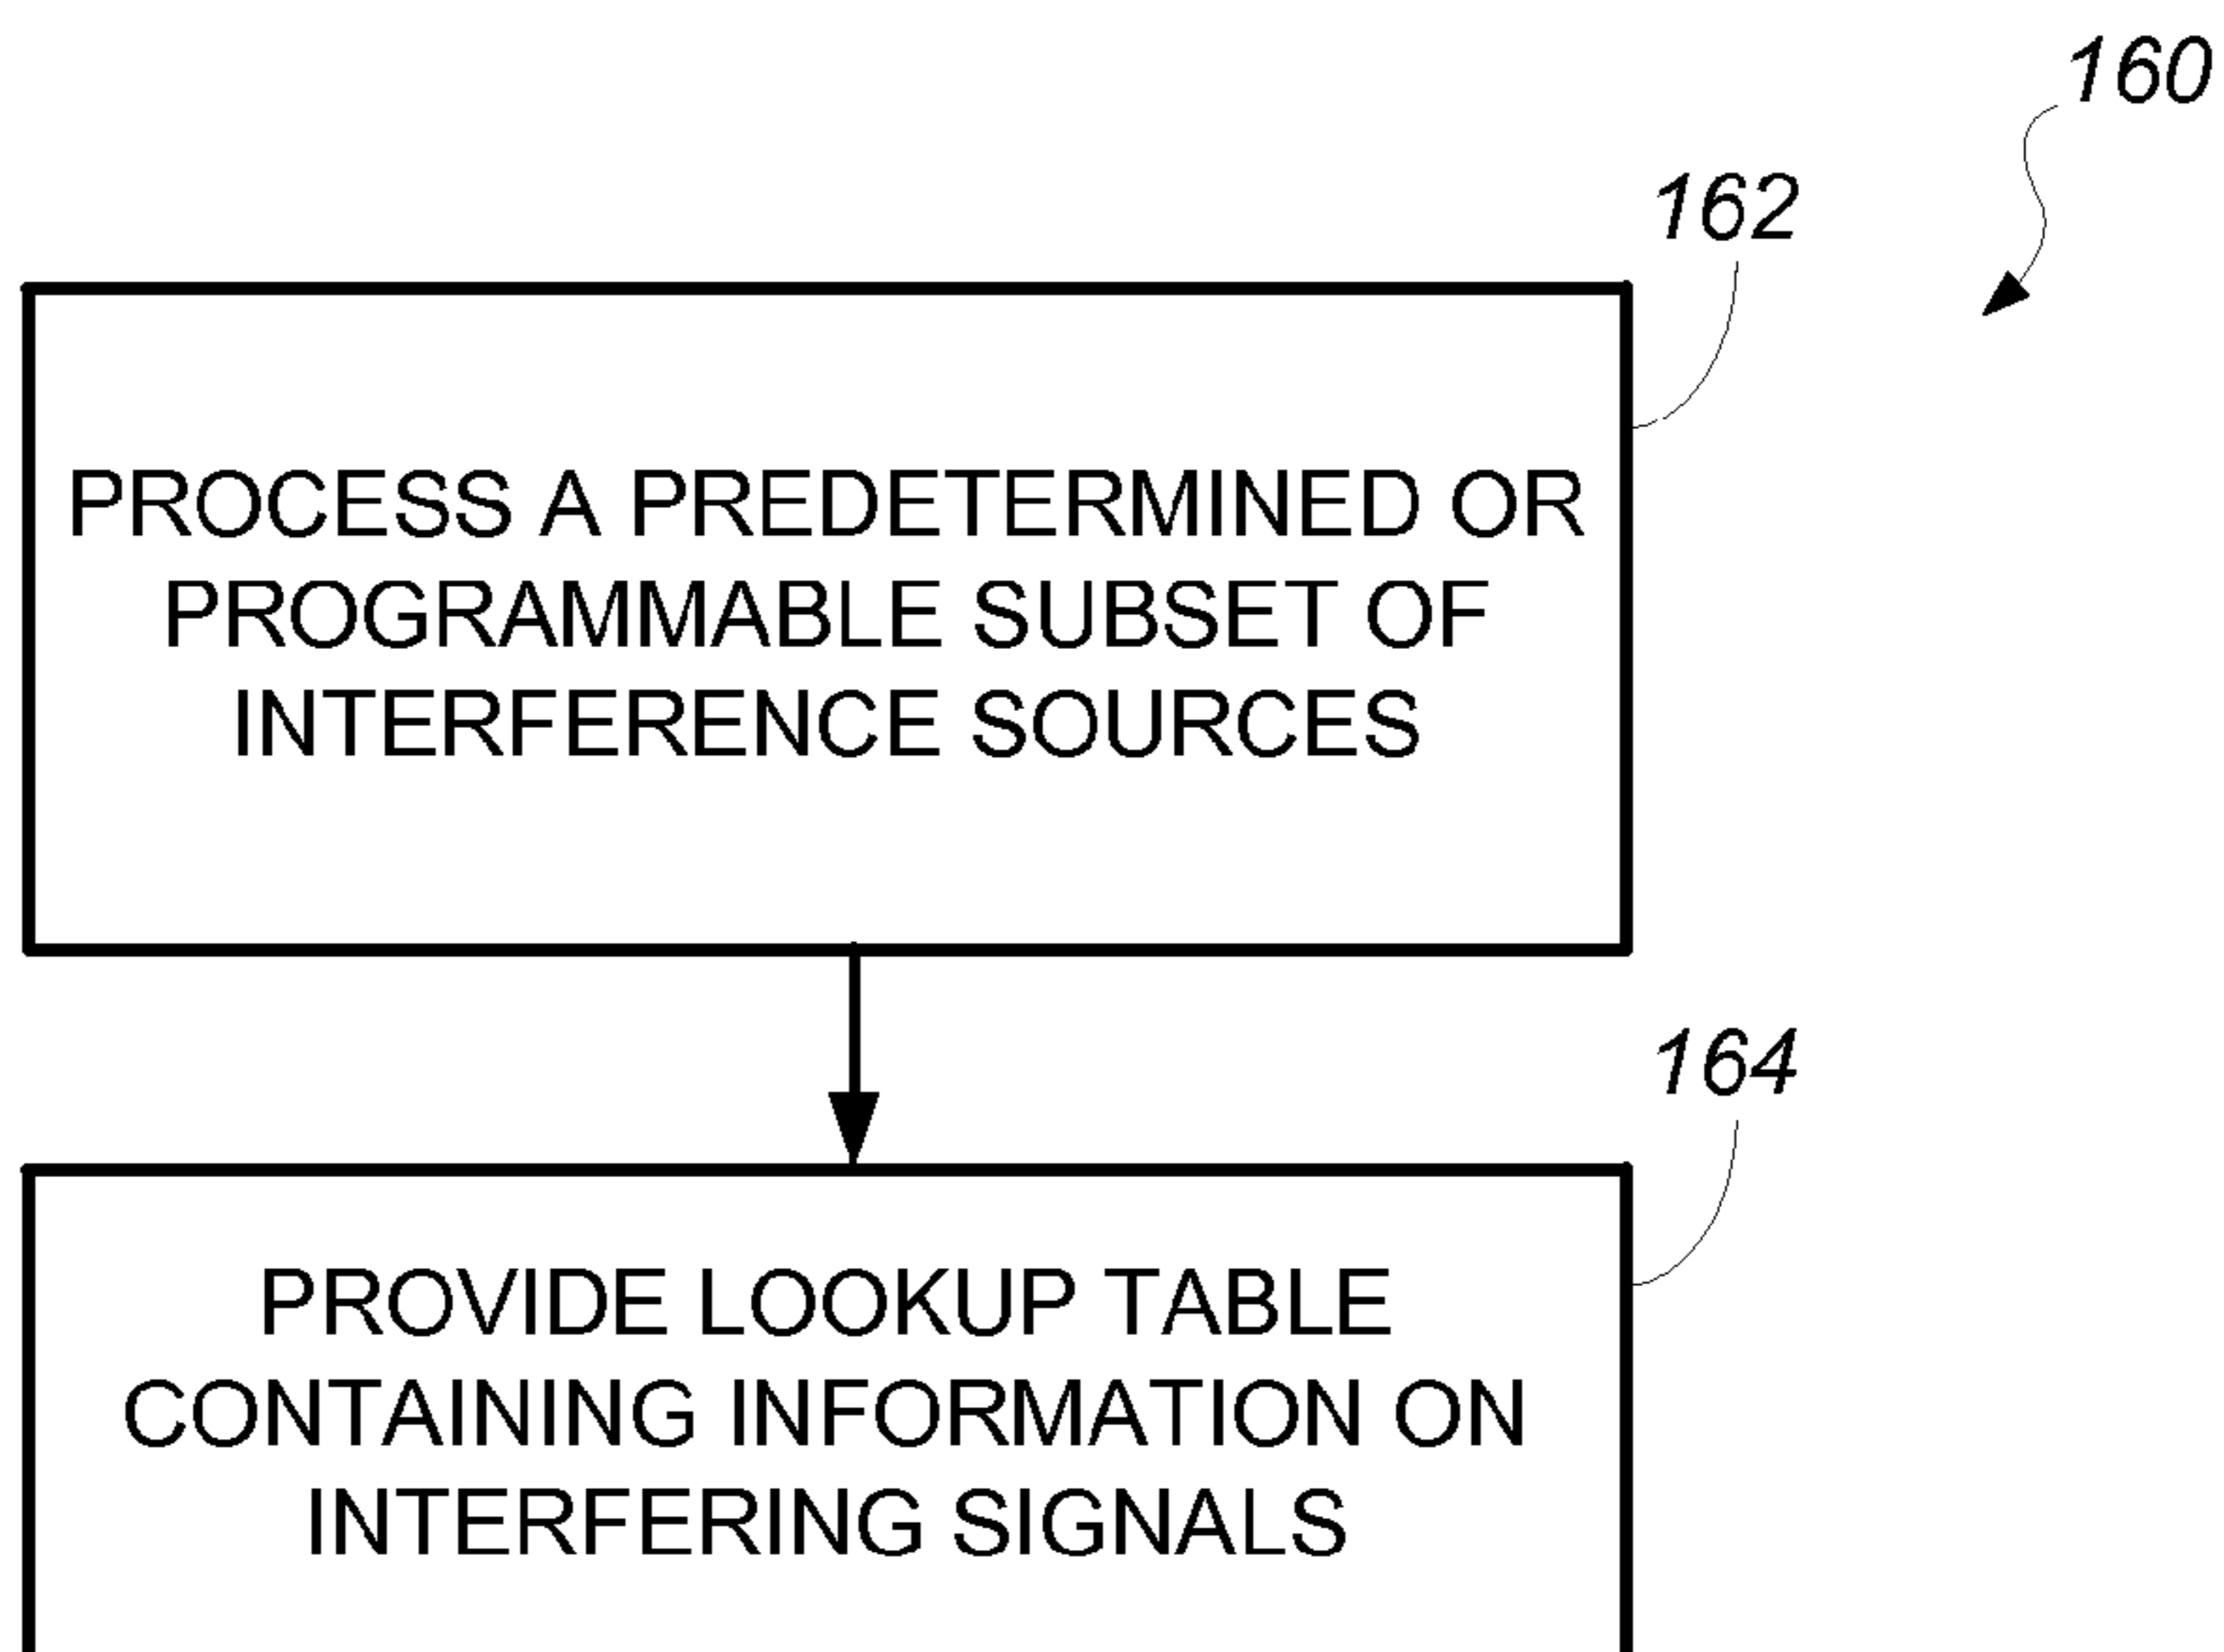 160
162
PROCESS A PREDETERMINED OR
PROGRAMMABLE SUBSET OF
INTERFERENCE SOURCES
164
PROVIDE LOOKUP TABLE
CONTAINING INFORMATION ON
INTERFERING SIGNALS